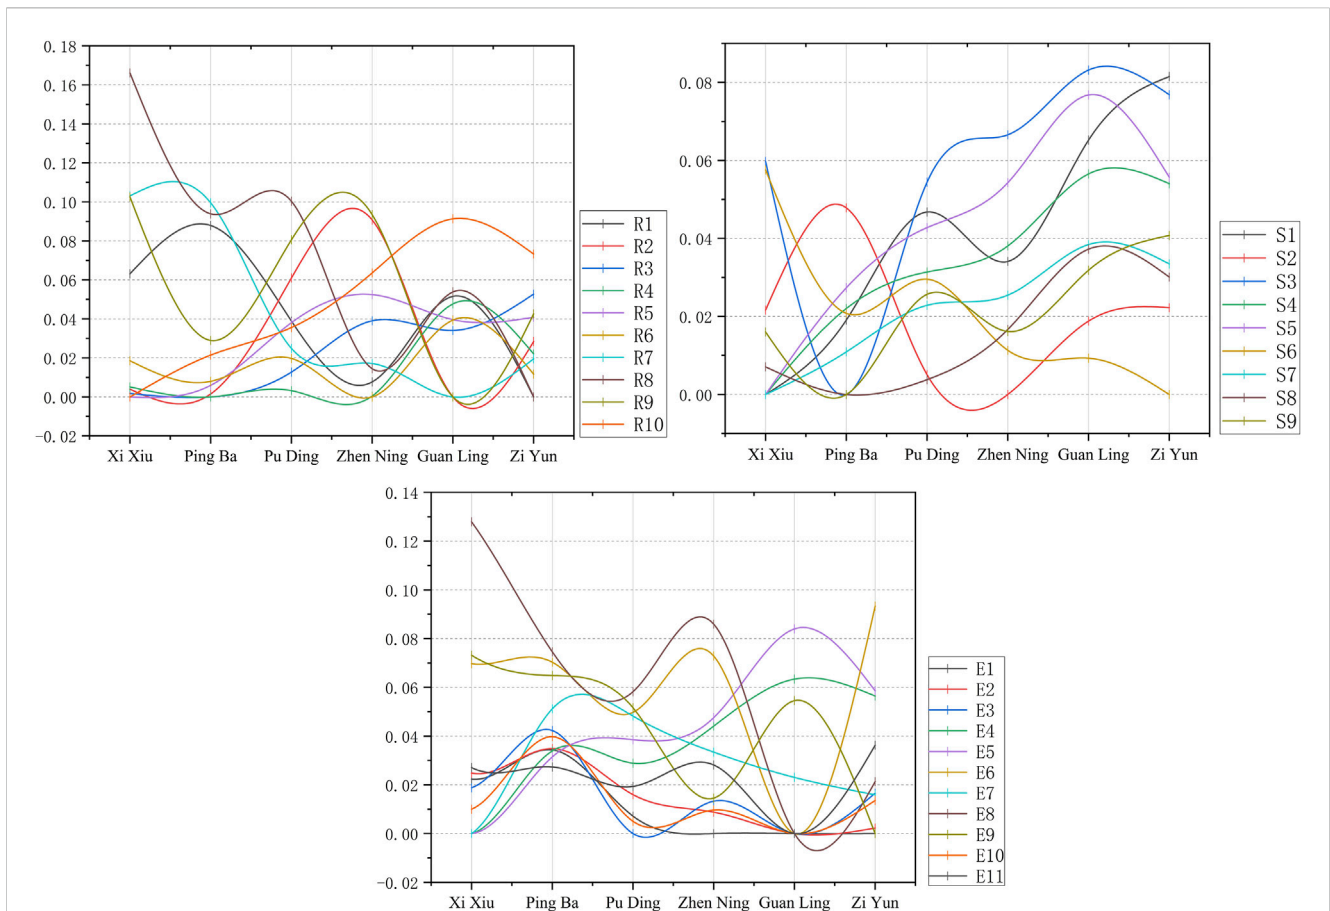 0.18
0.16
0.14
0.12
0.10
0.08
0.06
0.04
0.02
0.00
-0.02
Xi Xiu Ping Ba Pu Ding Zhen Ning Guan Ling Zi Yun
R1
R2
R3
R4
R5
R6
R7
R8
R9
R10
0.08
0.06
0.04
0.02
0.00
Xi Xiu Ping Ba Pu Ding Zhen Ning Guan Ling Zi Yun
S1
S2
S3
S4
S5
S6
S7
S8
S9
0.14
0.12
0.10
0.08
0.06
0.04
0.02
0.00
-0.02
Xi Xiu Ping Ba Pu Ding Zhen Ning Guan Ling Zi Yun
E1
E2
E3
E4
E5
E6
E7
E8
E9
E10
E11